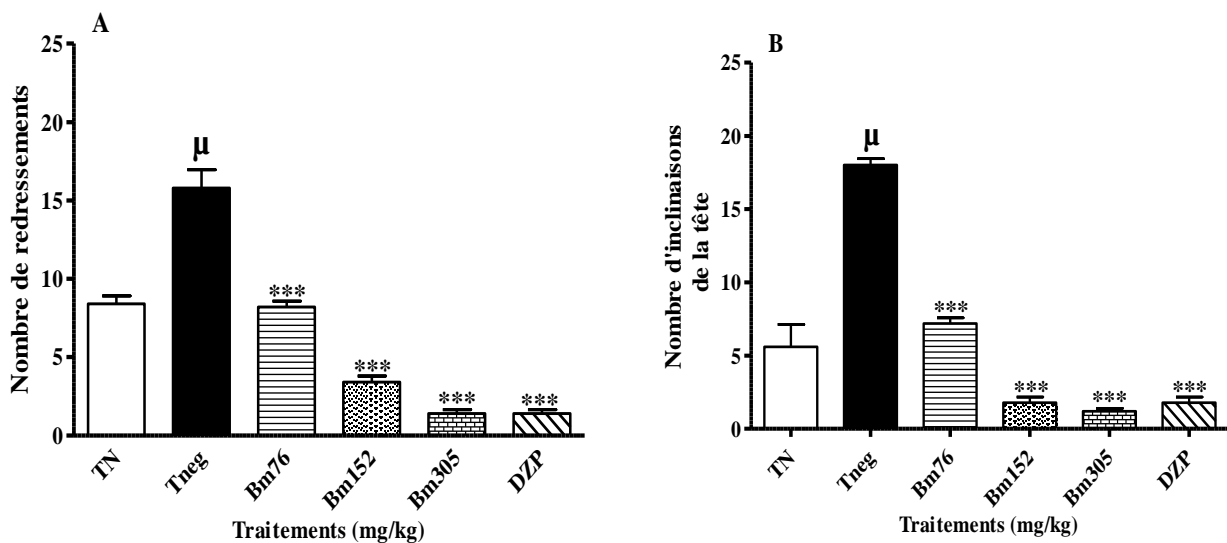 A
Nombre de redressements
25
20
15
10
5
0
μ
***
***
***
***
TN
Tneg
Bm76
Bm152
Bm305
DZP
Traitements (mg/kg)
B
Nombre d'inclinaisons
de la tête
25
20
15
10
5
0
μ
***
***
***
***
TN
Tneg
Bm76
Bm152
Bm305
DZP
Traitements (mg/kg)